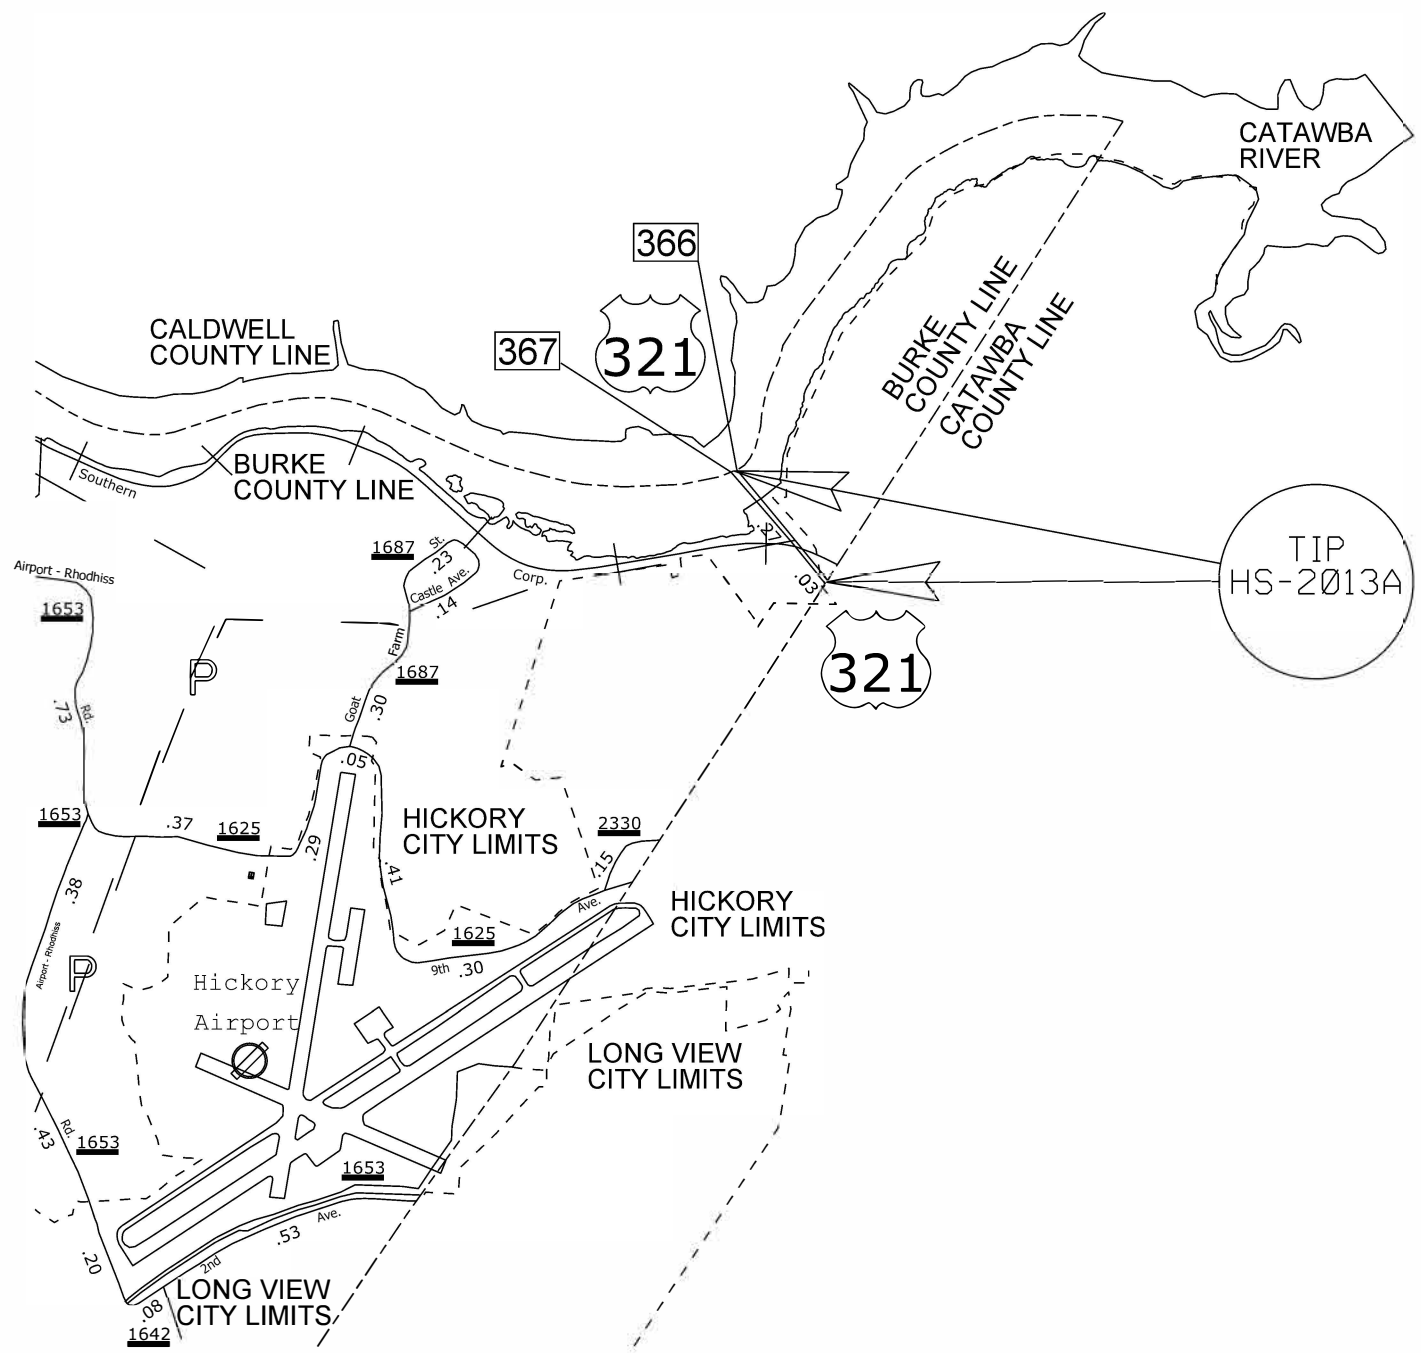 CATAWBA
RIVER
366
321
367
CALDWELL
COUNTY LINE
BURKE
COUNTY LINE
CATAWBA
COUNTY LINE
BURKE
COUNTY LINE
Southern
1687
St.
.23
Castle Ave.
.14
Corp.
.27
.03
TIP
HS-2013A
321
Airport - Rhodhiss
1653
Farm
P
1687
Rd.
.73
Goat
.30
.05
1653
.37
1625
.29
HICKORY
CITY LIMITS
2330
.15
.41
.38
HICKORY
CITY LIMITS
Ave.
1625
9th
.30
Airport - Rhodhiss
P
Hickory
Airport
LONG VIEW
CITY LIMITS
Rd.
.43
1653
1653
Ave.
.53
2nd
.20
LONG VIEW
CITY LIMITS
.08
1642